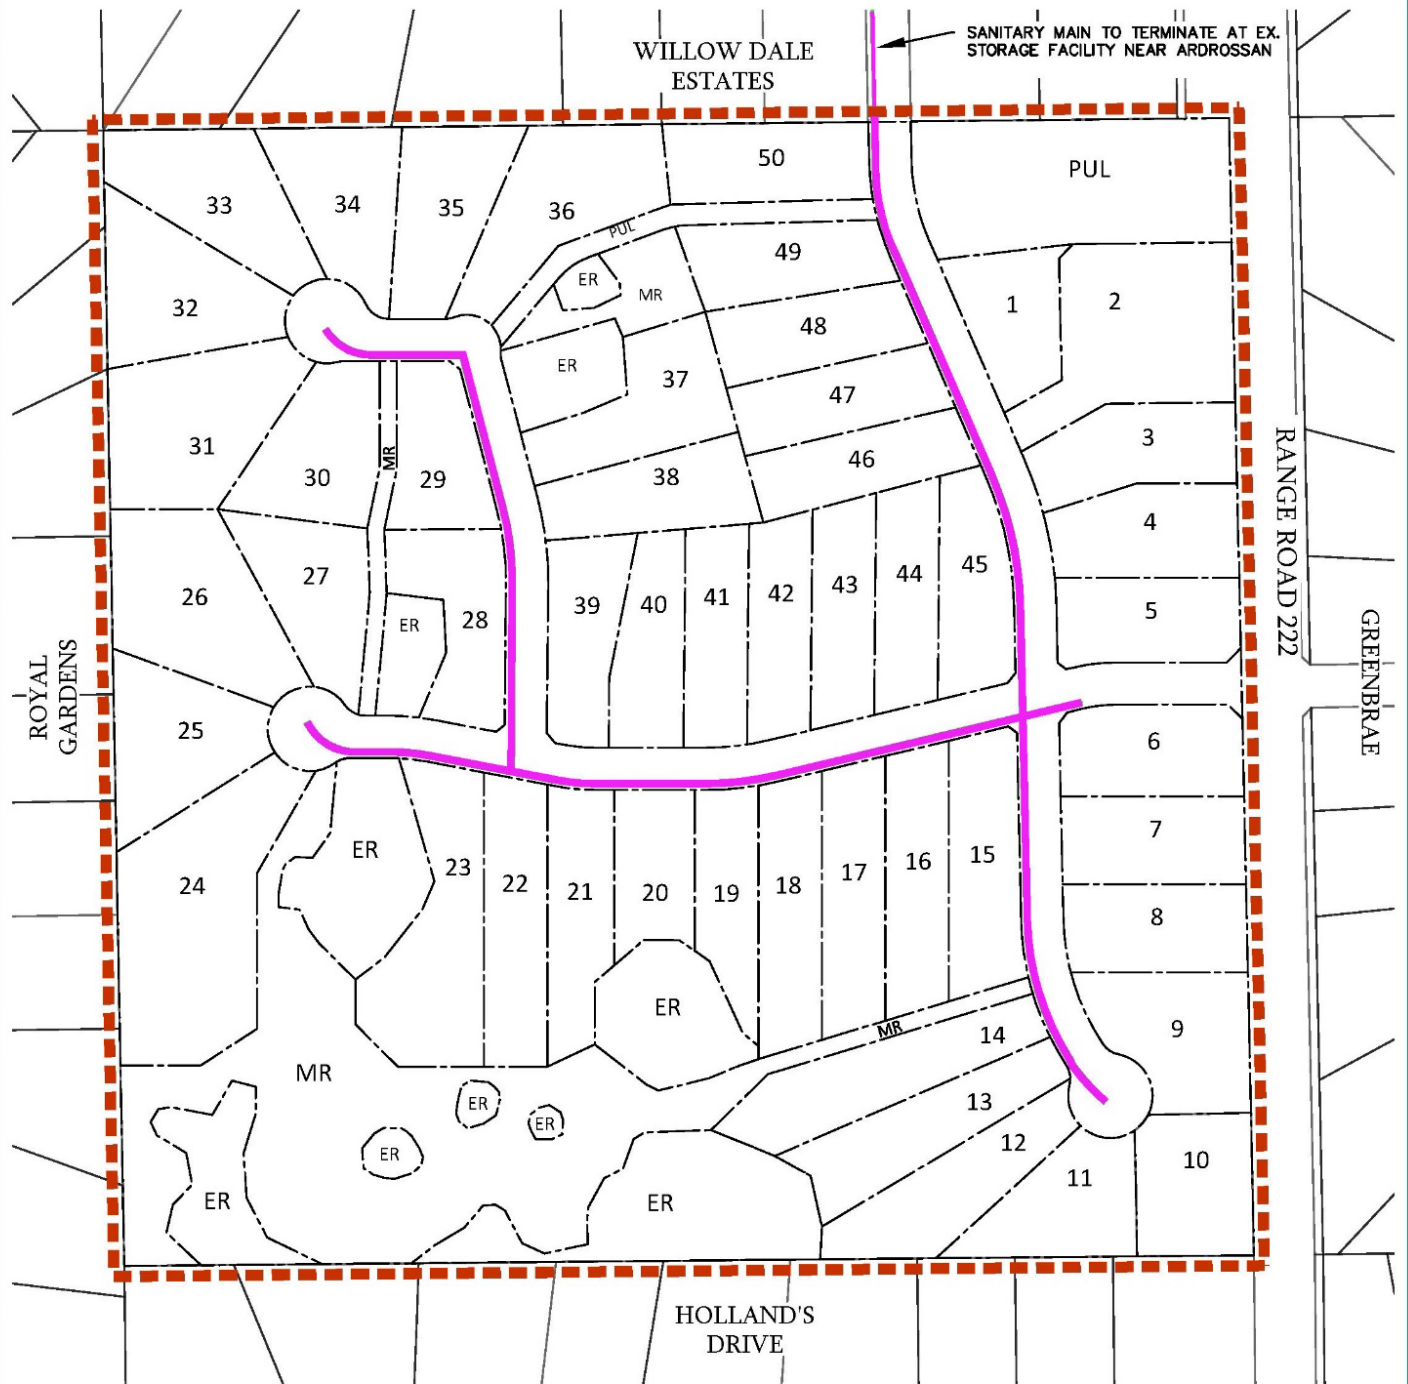 SANITARY MAIN TO TERMINATE AT EX.
STORAGE FACILITY NEAR ARDROSSAN
WILLOW DALE
ESTATES
50
PUL
33
34
35
36
PUL
49
ER
MR
1
2
32
48
ER
37
47
3
31
MR
46
30
29
38
4
RANGE ROAD 222
27
45
44
26
43
42
41
40
39
5
ER
28
GREENBRAE
ROYAL
GARDENS
25
6
7
ER
15
16
23
17
22
24
18
21
20
19
8
ER
MR
14
9
MR
ER
13
ER
12
ER
10
11
ER
ER
HOLLAND'S
DRIVE